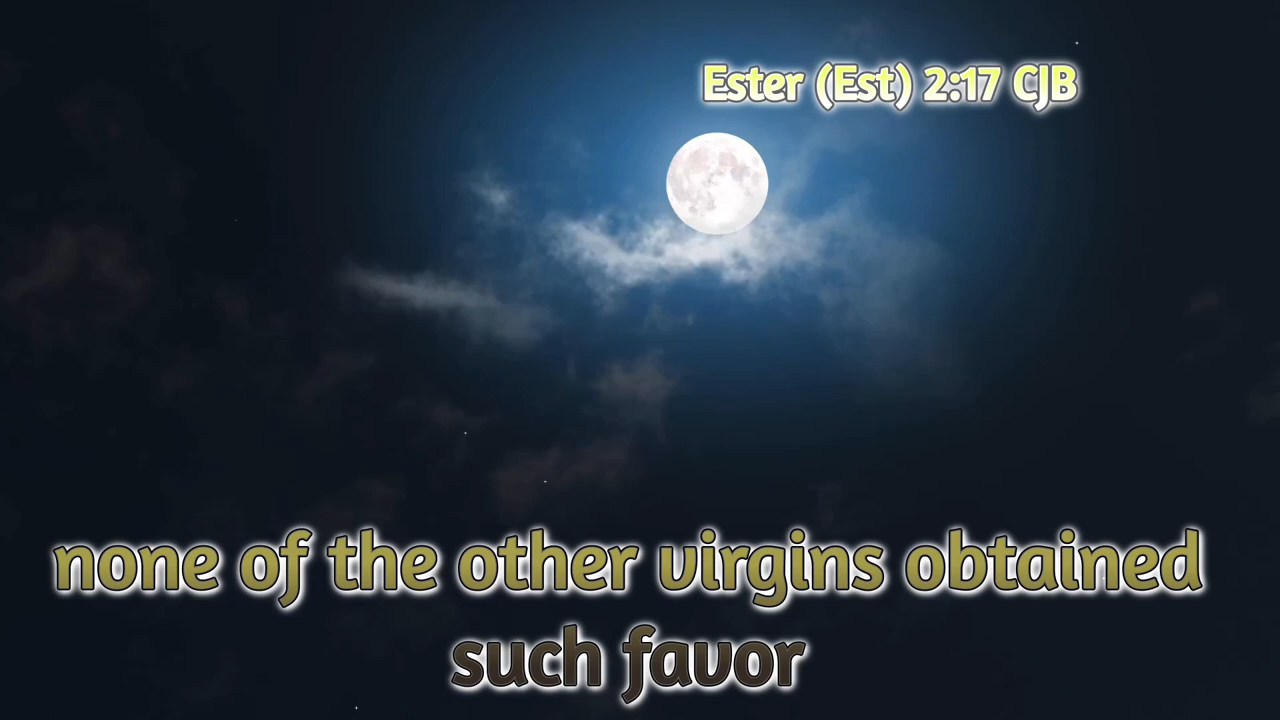 Ester (Est) 2:17 CJB
none of the other virgins obtained
such favor